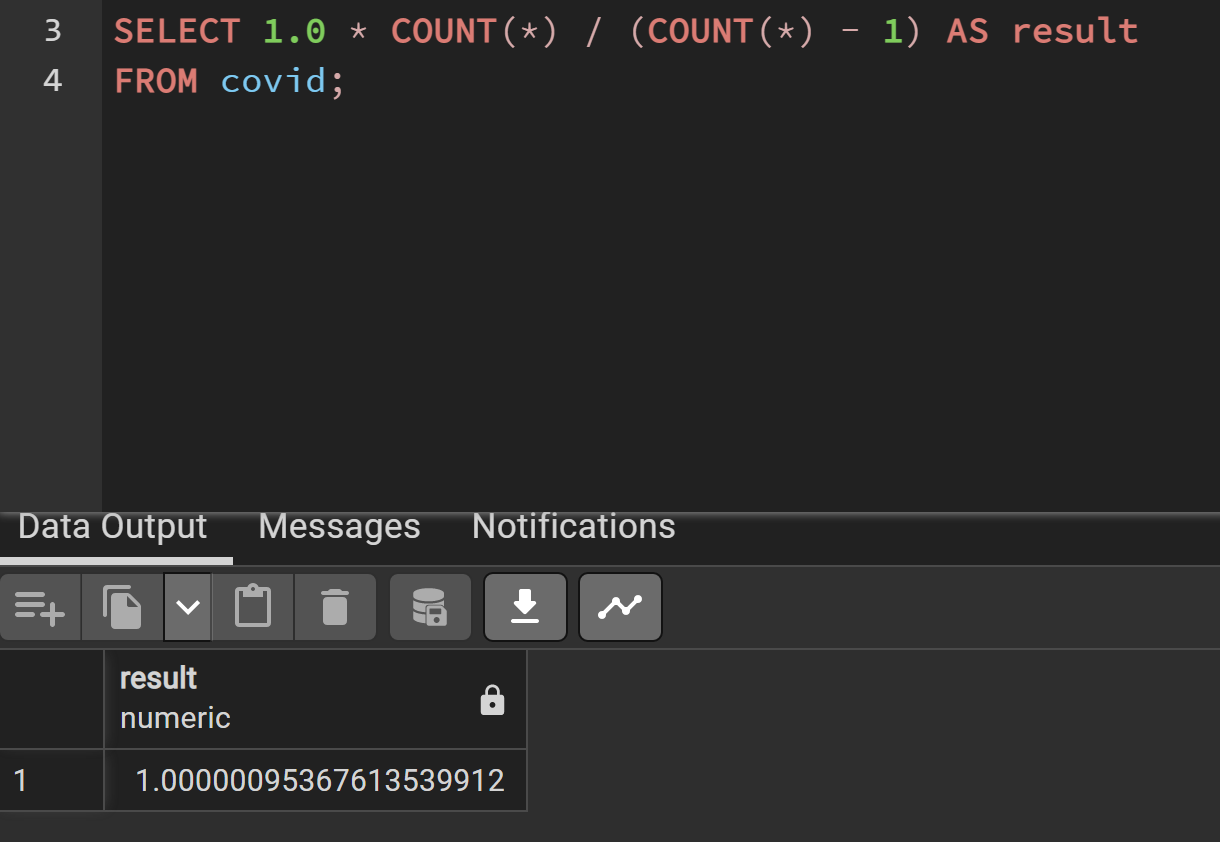 3 SELECT 1.0 * COUNT(*) / (COUNT(*) - 1) AS result
4 FROM covid;
Data Output Messages Notifications
result
numeric
1 1.00000095367613539912